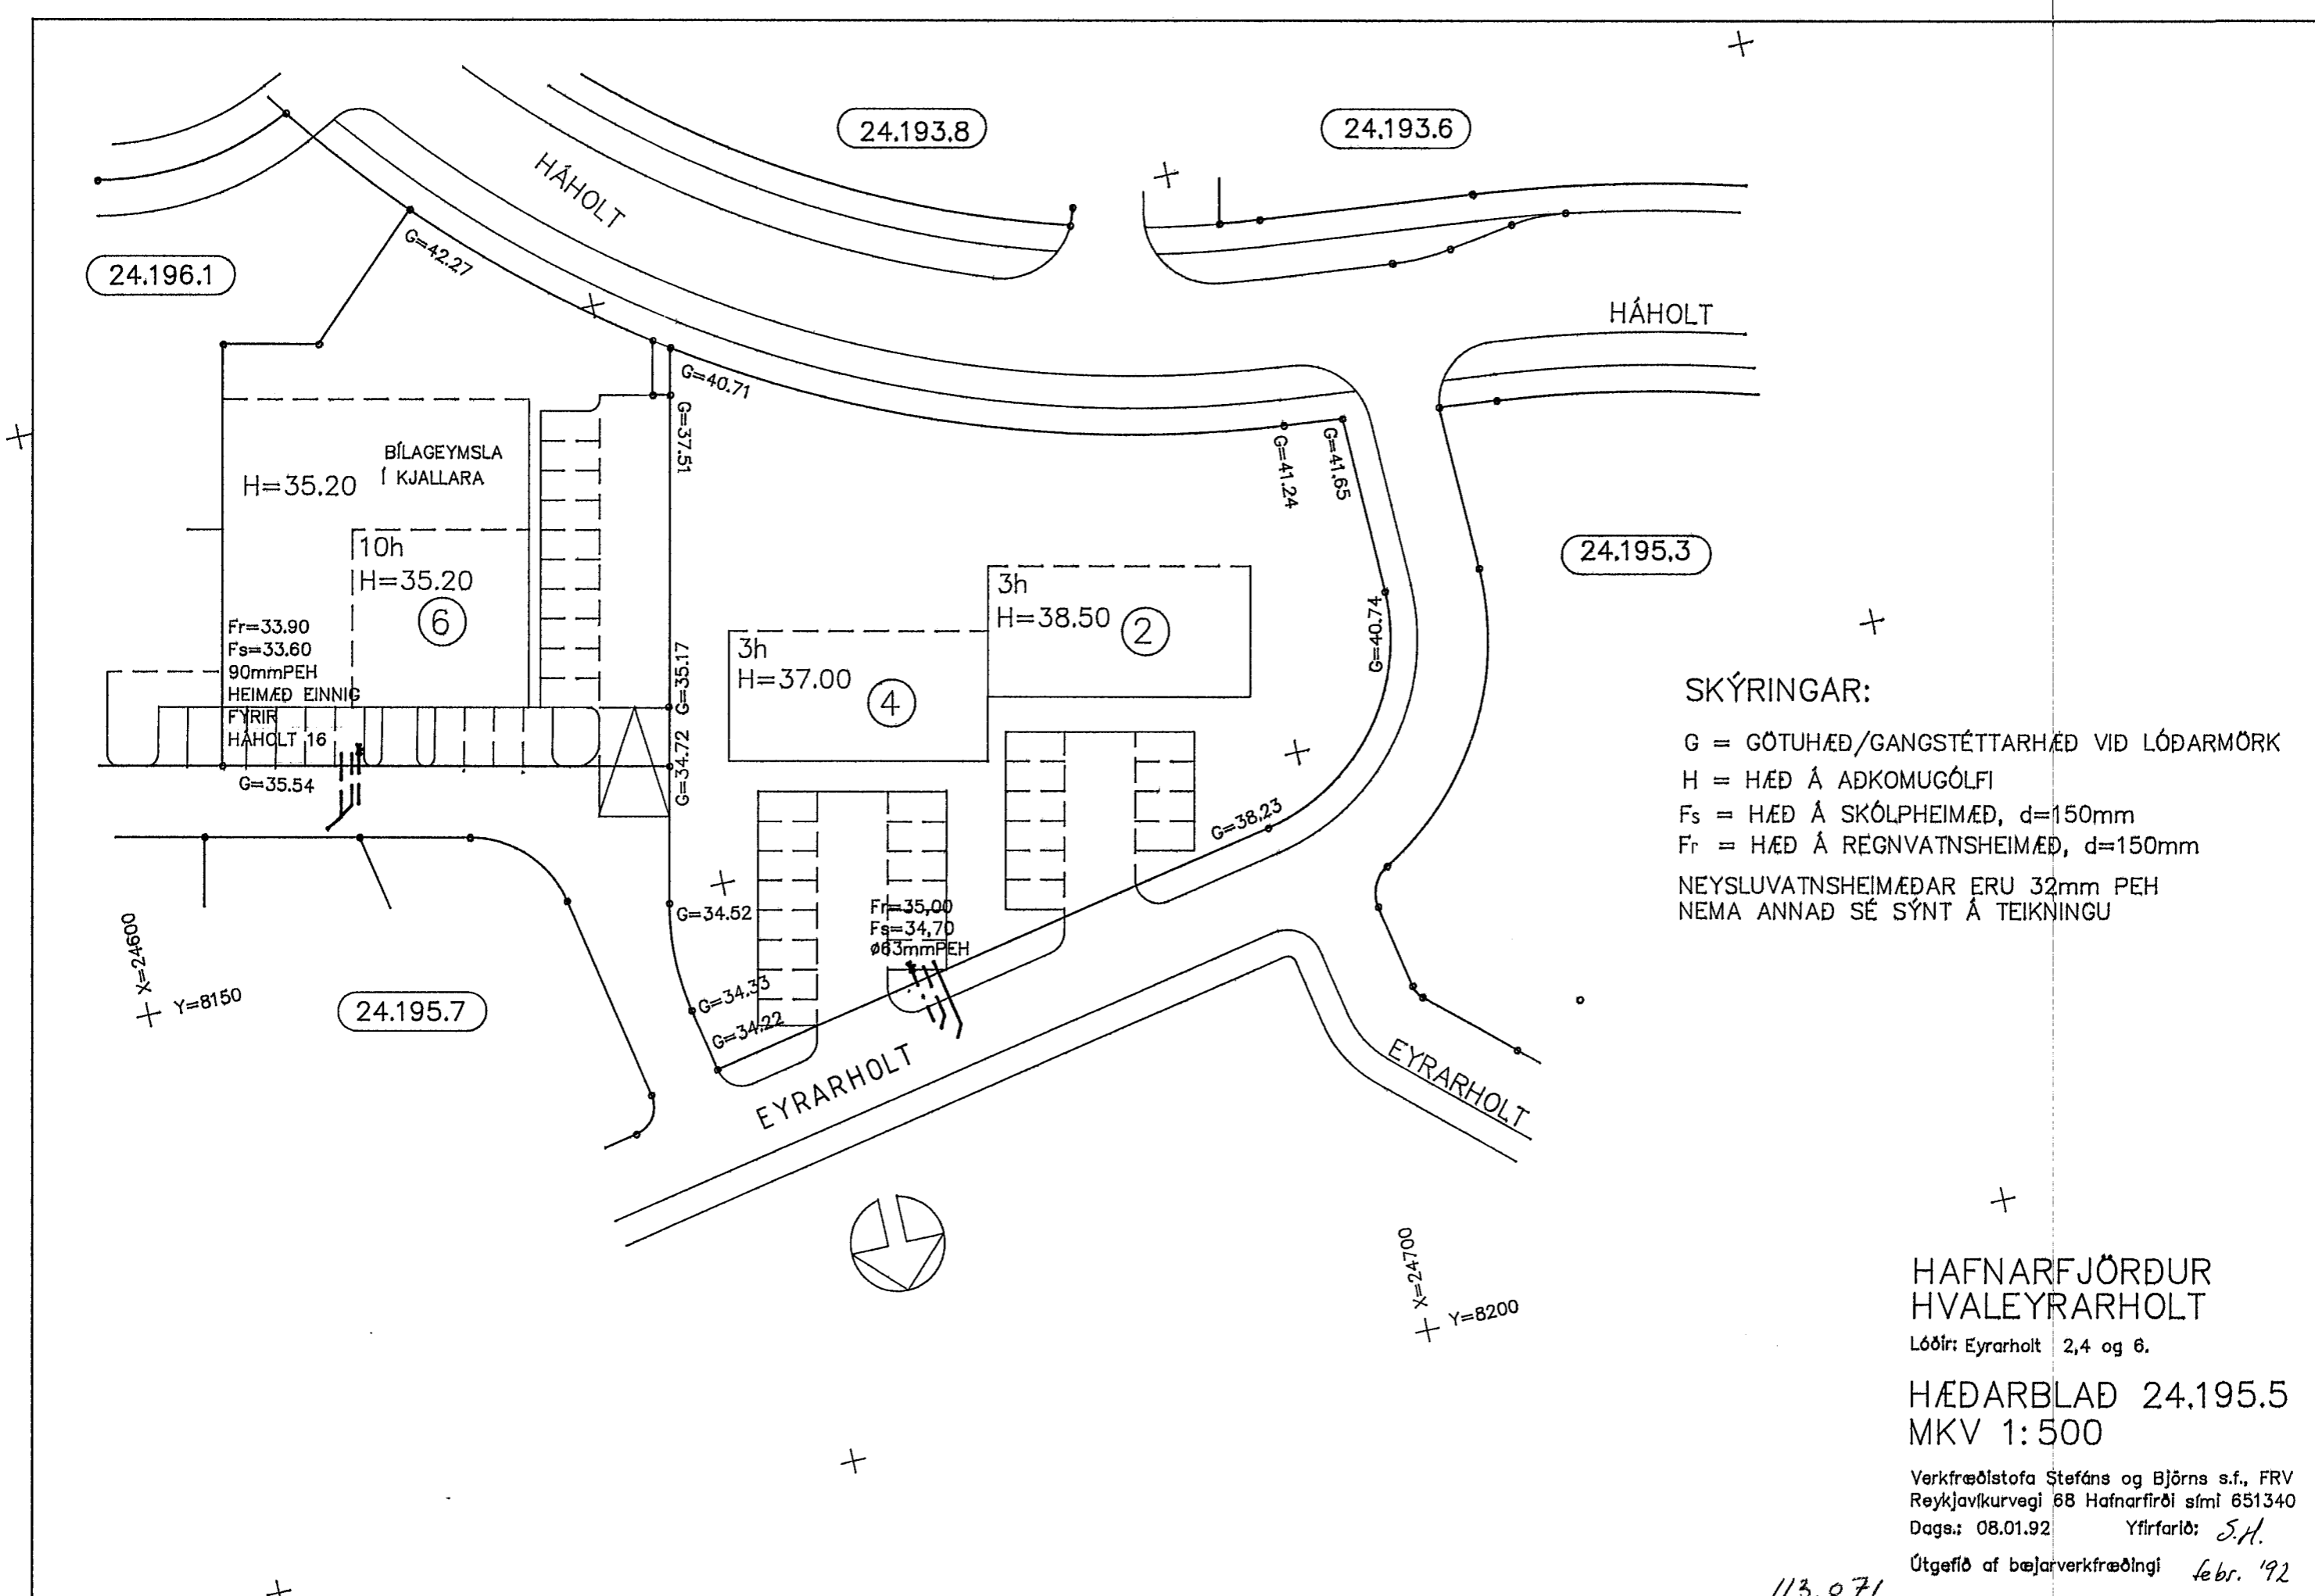 24.193.8
24.193.6
HÁHOLT
G=42.27
24.196.1
HÁHOLT
G=40.71
G=37.51
BÍLAGEYMSLA
Í KJALLARA
H=35.20
G=41.24
G=41.65
10h
H=35.20
6
24.195.3
3h
H=38.50
2
3h
H=37.00
4
G=40.74
Fr=33.90
Fs=33.60
90mmPEH
HEIMÆÐ EINNIG
FYRIR
HÁHOLT 16
G=35.54
G=35.17
G=34.72
G=38.23
G=34.52
Fr=35,00
Fs=34,70
ø63mmPEH
G=34.33
G=34.22
X=24600
Y=8150
24.195.7
EYRARHOLT
EYRARHOLT
X=24700
Y=8200
SKÝRINGAR:
G = GÖTUHÆÐ/GANGSTÉTTARHÆÐ VIÐ LÓÐARMÖRK
H = HÆÐ Á AÐKOMUGÓLFI
Fs = HÆÐ Á SKÓLPHEIMÆÐ, d=150mm
Fr = HÆÐ Á REGNVATNSHEIMÆÐ, d=150mm
NEYSLUVATNSHEIMÆÐAR ERU 32mm PEH
NEMA ANNAÐ SÉ SÝNT Á TEIKNINGU
HAFNARFJÖRÐUR
HVALEYRARHOLT
Lóðir: Eyrarholt 2,4 og 6.
HÆÐARBLAÐ 24.195.5
MKV 1:500
Verkfræðistofa Stefáns og Björns s.f., FRV
Reykjavíkurvegi 68 Hafnarfirði sími 651340
Dags.: 08.01.92 Yfirfarið: S.H.
Útgefið af bæjarverkfræðingi febr. '92
113.071